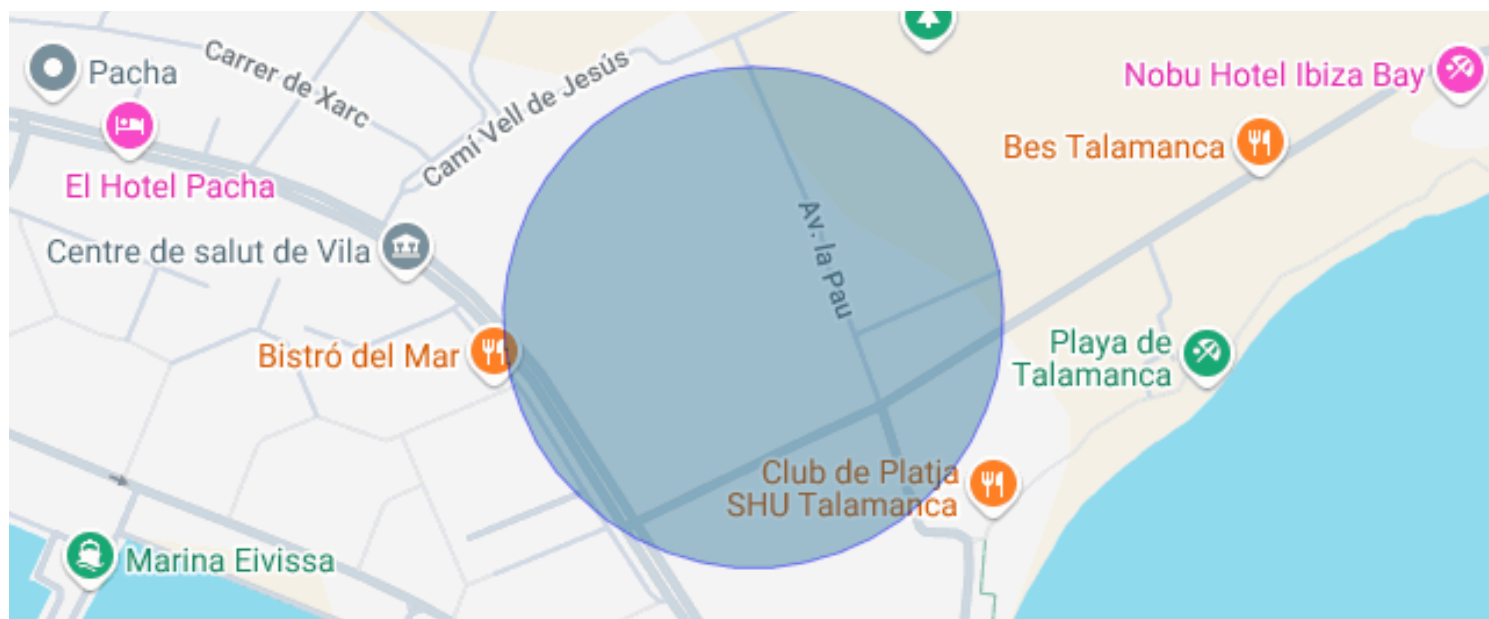 Pacha
Carrer de Xarc
Camí Vell de Jesús
Nobu Hotel Ibiza Bay
Bes Talamanca
El Hotel Pacha
Centre de salut de Vila
Av. la Pau
Bistró del Mar
Playa de
Talamanca
Club de Platja
SHU Talamanca
Marina Eivissa